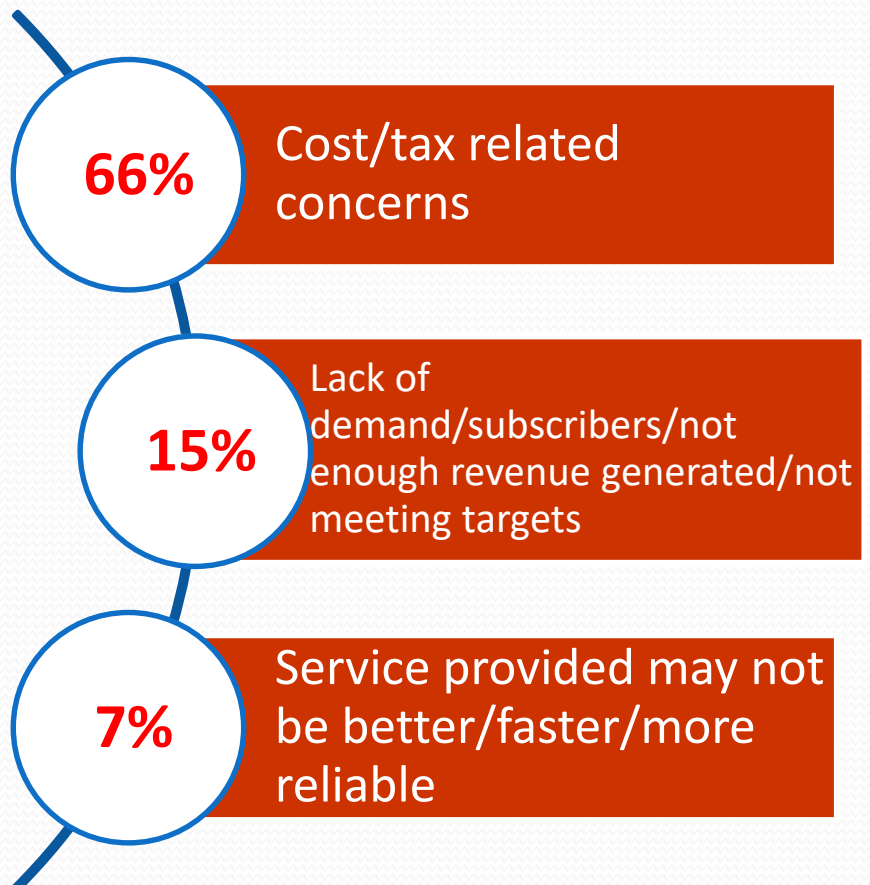 66%
Cost/tax related
concerns
15%
Lack of
demand/subscribers/not
enough revenue generated/not
meeting targets
7%
Service provided may not
be better/faster/more
reliable